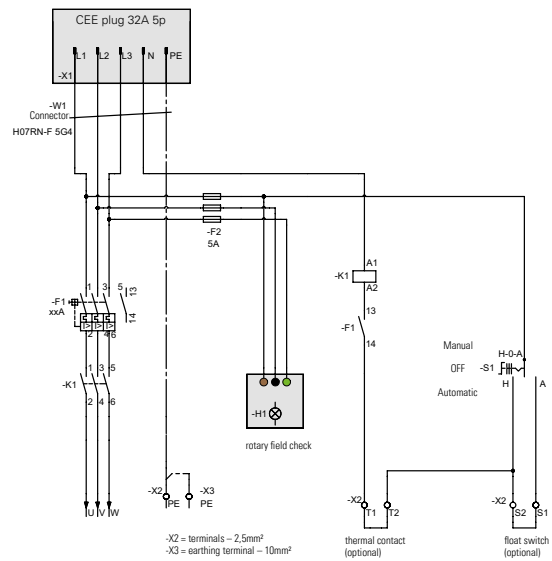 CEE plug 32A 5p
L1 L2 L3 N PE
-X1
-W1
Connector
H07RN-F 5G4
-F2
5A
A1
-K1
A2
1 3 5 13
-F1
xxA
14
I> I> I>
2 4 6
13
-F1
14
Manual
H-0-A
OFF
-S1
H A
Automatic
1 3 5
-K1
2 4 6
-H1
rotary field check
-X2 -X3
PE PE
U V W
-X2
T1 T2
-X2
S2 S1
-X2 = terminals – 2,5mm²
-X3 = earthing terminal – 10mm²
thermal contact
(optional)
float switch
(optional)